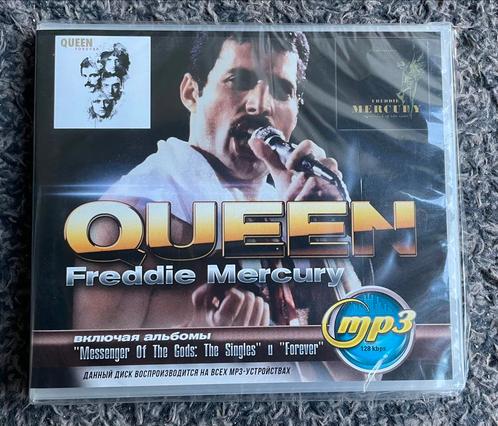 QUEEN
FOREVER
FREDDIE
MERCURY
QUEEN
Freddie Mercury
включая альбомы
"Messenger Of The Gods: The Singles" и "Forever"
mp3
128 kbps
ДАННЫЙ ДИСК ВОСПРОИЗВОДИТСЯ НА ВСЕХ MP3-УСТРОЙСТВАХ